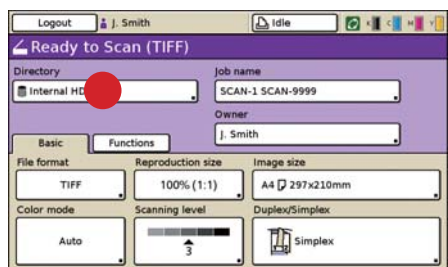 Logout J. Smith Idle K C M Y
Ready to Scan (TIFF)
Directory Job name
Internal HD SCAN-1 SCAN-9999
Owner
J. Smith
Basic Functions
File format Reproduction size Image size
TIFF 100% (1:1) A4 297x210mm
Color mode Scanning level Duplex/Simplex
Auto 3 Simplex